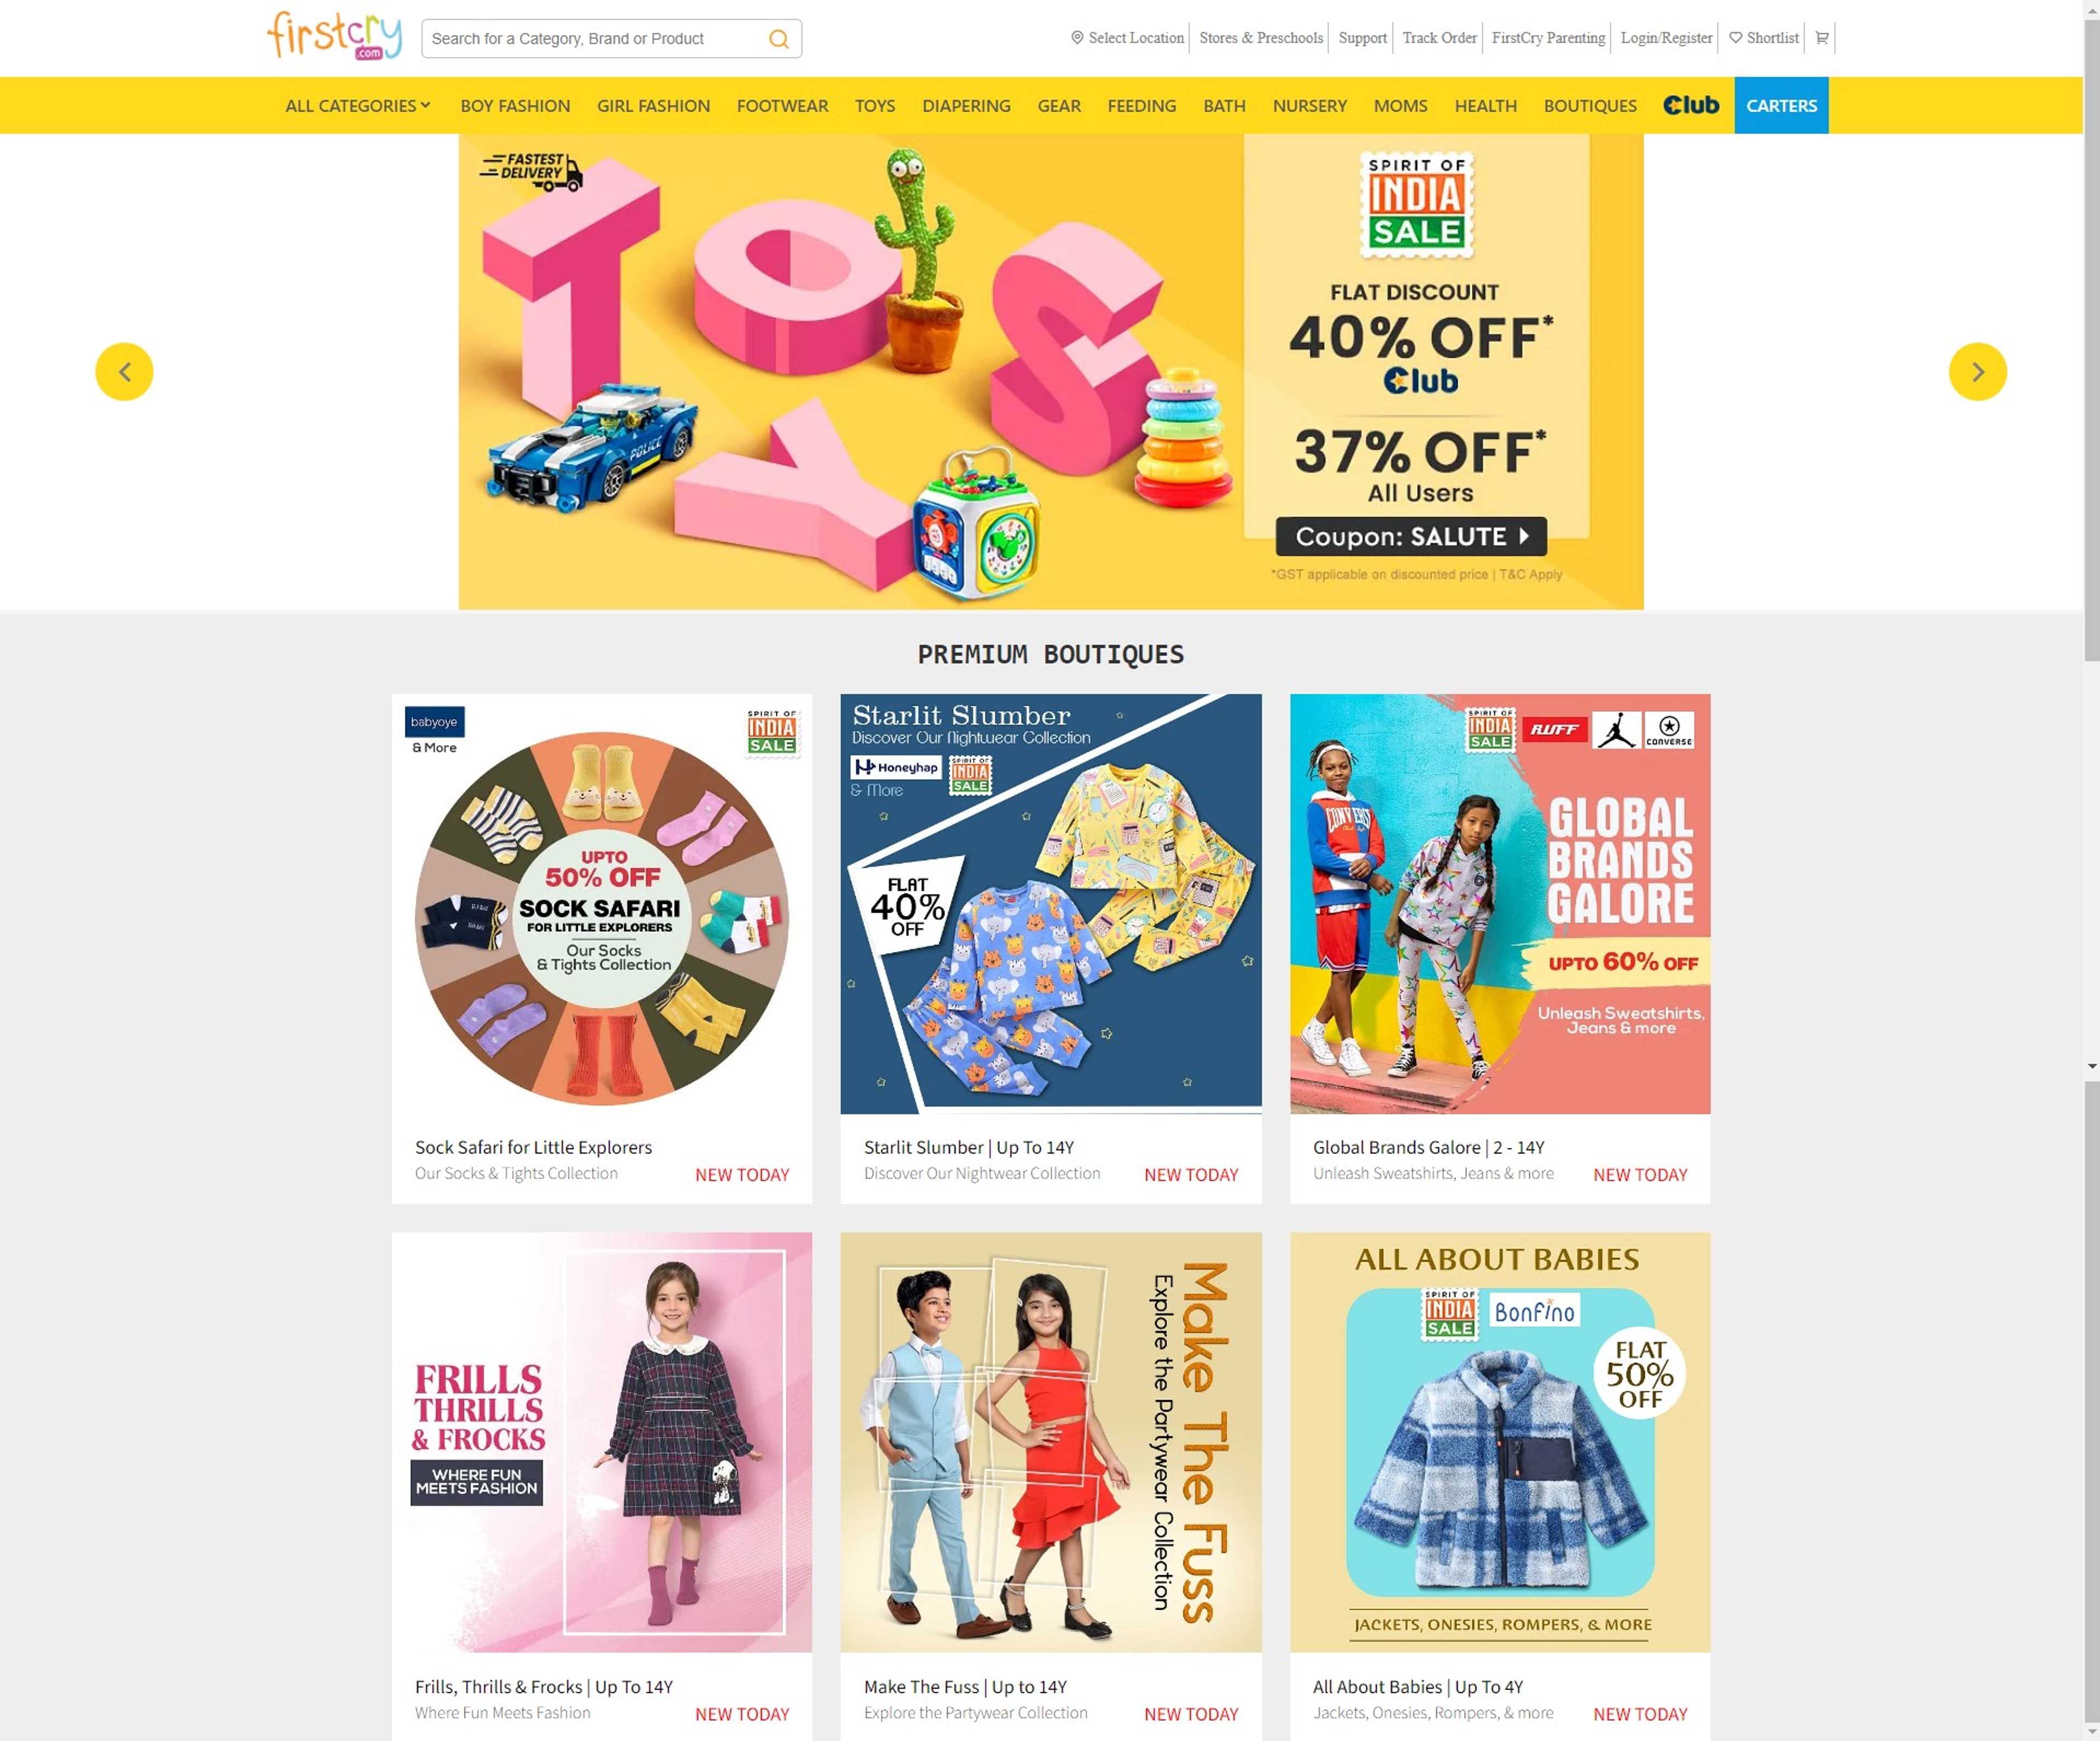 firstcry
.com
Search for a Category, Brand or Product
Select Location
Stores & Preschools
Support
Track Order
FirstCry Parenting
Login/Register
Shortlist
ALL CATEGORIES
BOY FASHION
GIRL FASHION
FOOTWEAR
TOYS
DIAPERING
GEAR
FEEDING
BATH
NURSERY
MOMS
HEALTH
BOUTIQUES
Club
CARTERS
FASTEST
DELIVERY
TOYS
POLICE
SPIRIT OF
INDIA
SALE
FLAT DISCOUNT
40% OFF*
Club
37% OFF*
All Users
Coupon: SALUTE
*GST applicable on discounted price | T&C Apply
PREMIUM BOUTIQUES
babyoye
& More
SPIRIT OF
INDIA
SALE
UPTO
50% OFF
SOCK SAFARI
FOR LITTLE EXPLORERS
Our Socks
& Tights Collection
Sock Safari for Little Explorers
Our Socks & Tights Collection
NEW TODAY
Starlit Slumber
Discover Our Nightwear Collection
Honeyhap
& More
SPIRIT OF
INDIA
SALE
FLAT
40%
OFF
Starlit Slumber | Up To 14Y
Discover Our Nightwear Collection
NEW TODAY
SPIRIT OF
INDIA
SALE
RUFF
CONVERSE
CONVERSE
GLOBAL
BRANDS
GALORE
UPTO 60% OFF
Unleash Sweatshirts,
Jeans & more
Global Brands Galore | 2 - 14Y
Unleash Sweatshirts, Jeans & more
NEW TODAY
FRILLS
THRILLS
& FROCKS
WHERE FUN
MEETS FASHION
Frills, Thrills & Frocks | Up To 14Y
Where Fun Meets Fashion
NEW TODAY
Make The Fuss
Explore the Partywear Collection
Make The Fuss | Up to 14Y
Explore the Partywear Collection
NEW TODAY
ALL ABOUT BABIES
SPIRIT OF
INDIA
SALE
Bonfino
FLAT
50%
OFF
JACKETS, ONESIES, ROMPERS, & MORE
All About Babies | Up To 4Y
Jackets, Onesies, Rompers, & more
NEW TODAY